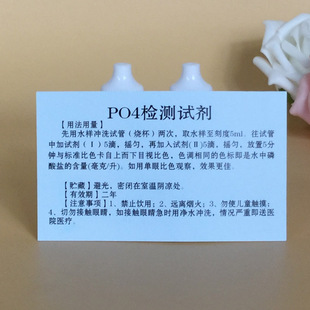 PO4检测试剂
【用法用量】
先用水样冲洗试管（烧杯）两次，取水样至刻度5ml，往试管
中加试剂（Ⅰ）5滴，摇匀，再加入试剂(Ⅱ)5滴，摇匀，放置5分
钟与标准比色卡自上而下目视比色，色调相同的色标即是水中磷
酸盐的含量(毫克/升)。如用单眼比色观察，效果更佳。
【贮藏】避光，密闭在室温阴凉处。
【有效期】二年
【注意事项】1、禁止饮用；2、远离烟火；3、勿使儿童触摸；
4、切勿接触眼睛，如接触眼睛急时用净水冲洗，情况严重即送医
院医疗。